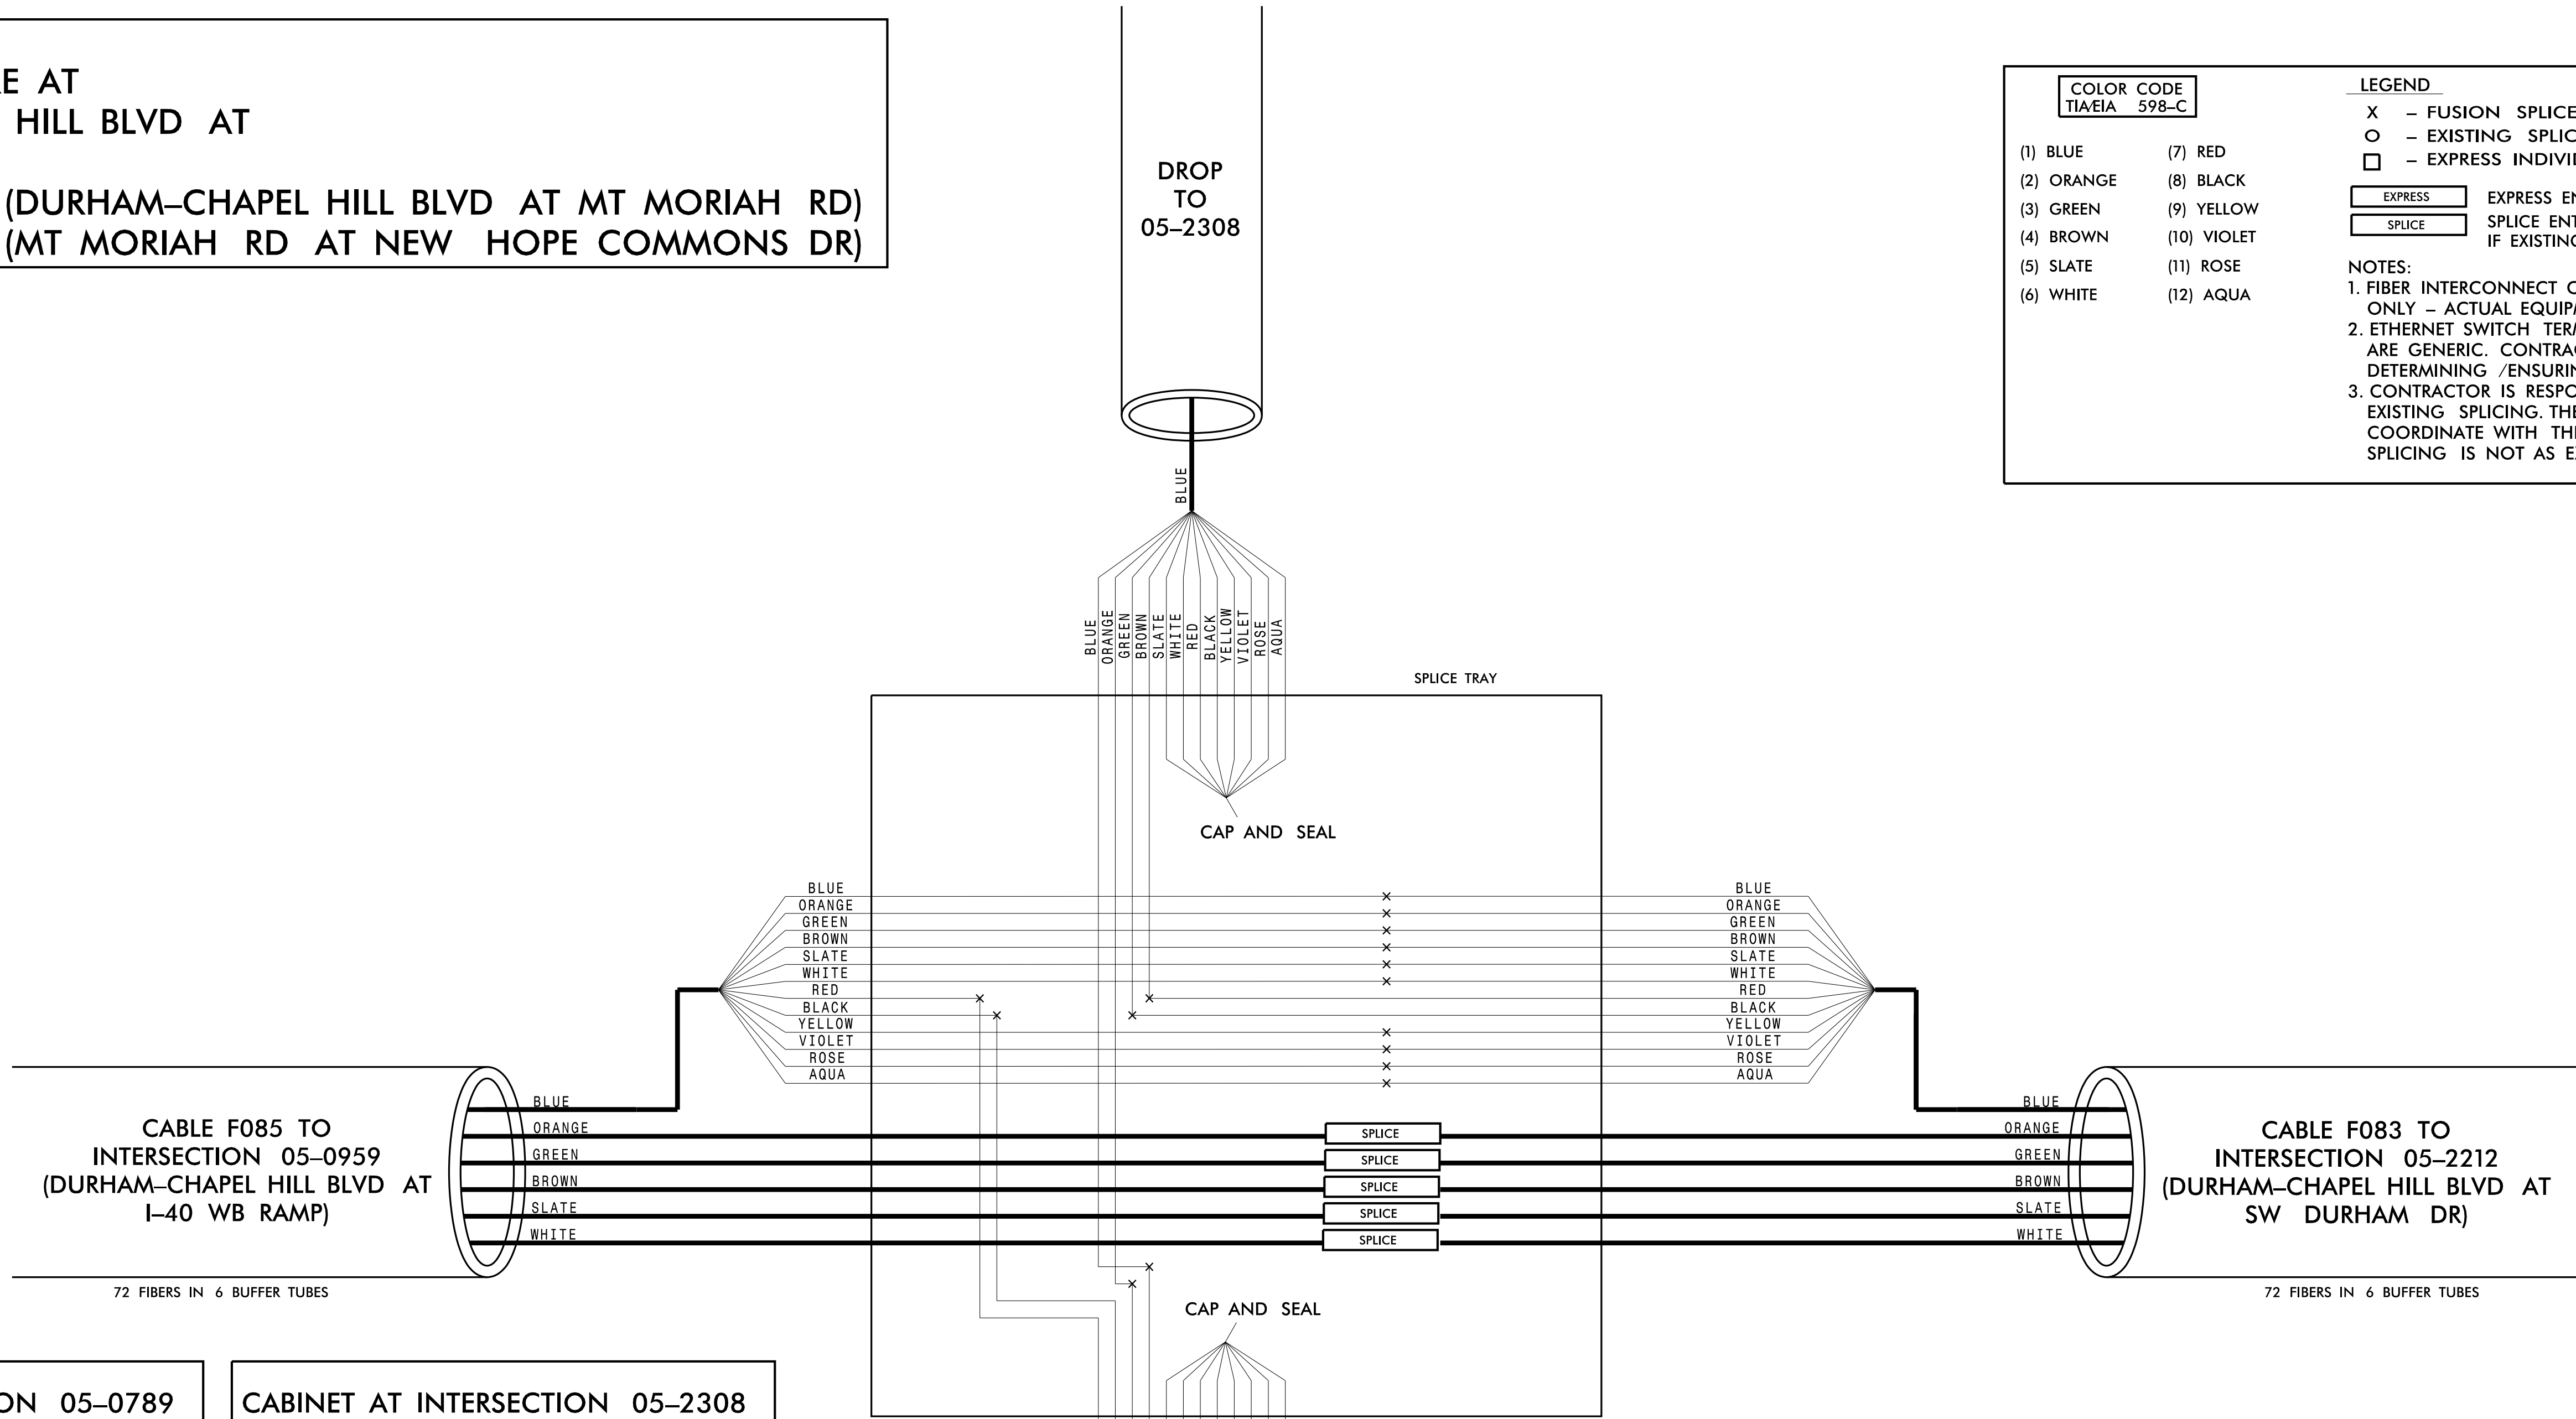 E AT
HILL BLVD AT
(DURHAM–CHAPEL HILL BLVD AT MT MORIAH RD)
(MT MORIAH RD AT NEW HOPE COMMONS DR)
DROP
TO
05–2308
COLOR CODE
TIA/EIA 598–C
(1) BLUE
(2) ORANGE
(3) GREEN
(4) BROWN
(5) SLATE
(6) WHITE
(7) RED
(8) BLACK
(9) YELLOW
(10) VIOLET
(11) ROSE
(12) AQUA
LEGEND
X – FUSION SPLICE
O – EXISTING SPLIC
– EXPRESS INDIVI
EXPRESS EXPRESS EN
SPLICE SPLICE ENT
IF EXISTING
NOTES:
1. FIBER INTERCONNECT C
ONLY – ACTUAL EQUIPM
2. ETHERNET SWITCH TERM
ARE GENERIC. CONTRAC
DETERMINING /ENSURIN
3. CONTRACTOR IS RESPO
EXISTING SPLICING. THE
COORDINATE WITH THE
SPLICING IS NOT AS E
BLUE
BLUE
ORANGE
GREEN
BROWN
SLATE
WHITE
RED
BLACK
YELLOW
VIOLET
ROSE
AQUA
SPLICE TRAY
CAP AND SEAL
BLUE
ORANGE
GREEN
BROWN
SLATE
WHITE
RED
BLACK
YELLOW
VIOLET
ROSE
AQUA
BLUE
ORANGE
GREEN
BROWN
SLATE
WHITE
RED
BLACK
YELLOW
VIOLET
ROSE
AQUA
CABLE F085 TO
INTERSECTION 05–0959
(DURHAM–CHAPEL HILL BLVD AT
I–40 WB RAMP)
72 FIBERS IN 6 BUFFER TUBES
BLUE
ORANGE
GREEN
BROWN
SLATE
WHITE
SPLICE
SPLICE
SPLICE
SPLICE
SPLICE
BLUE
ORANGE
GREEN
BROWN
SLATE
WHITE
CABLE F083 TO
INTERSECTION 05–2212
(DURHAM–CHAPEL HILL BLVD AT
SW DURHAM DR)
72 FIBERS IN 6 BUFFER TUBES
CAP AND SEAL
ON 05–0789
CABINET AT INTERSECTION 05–2308